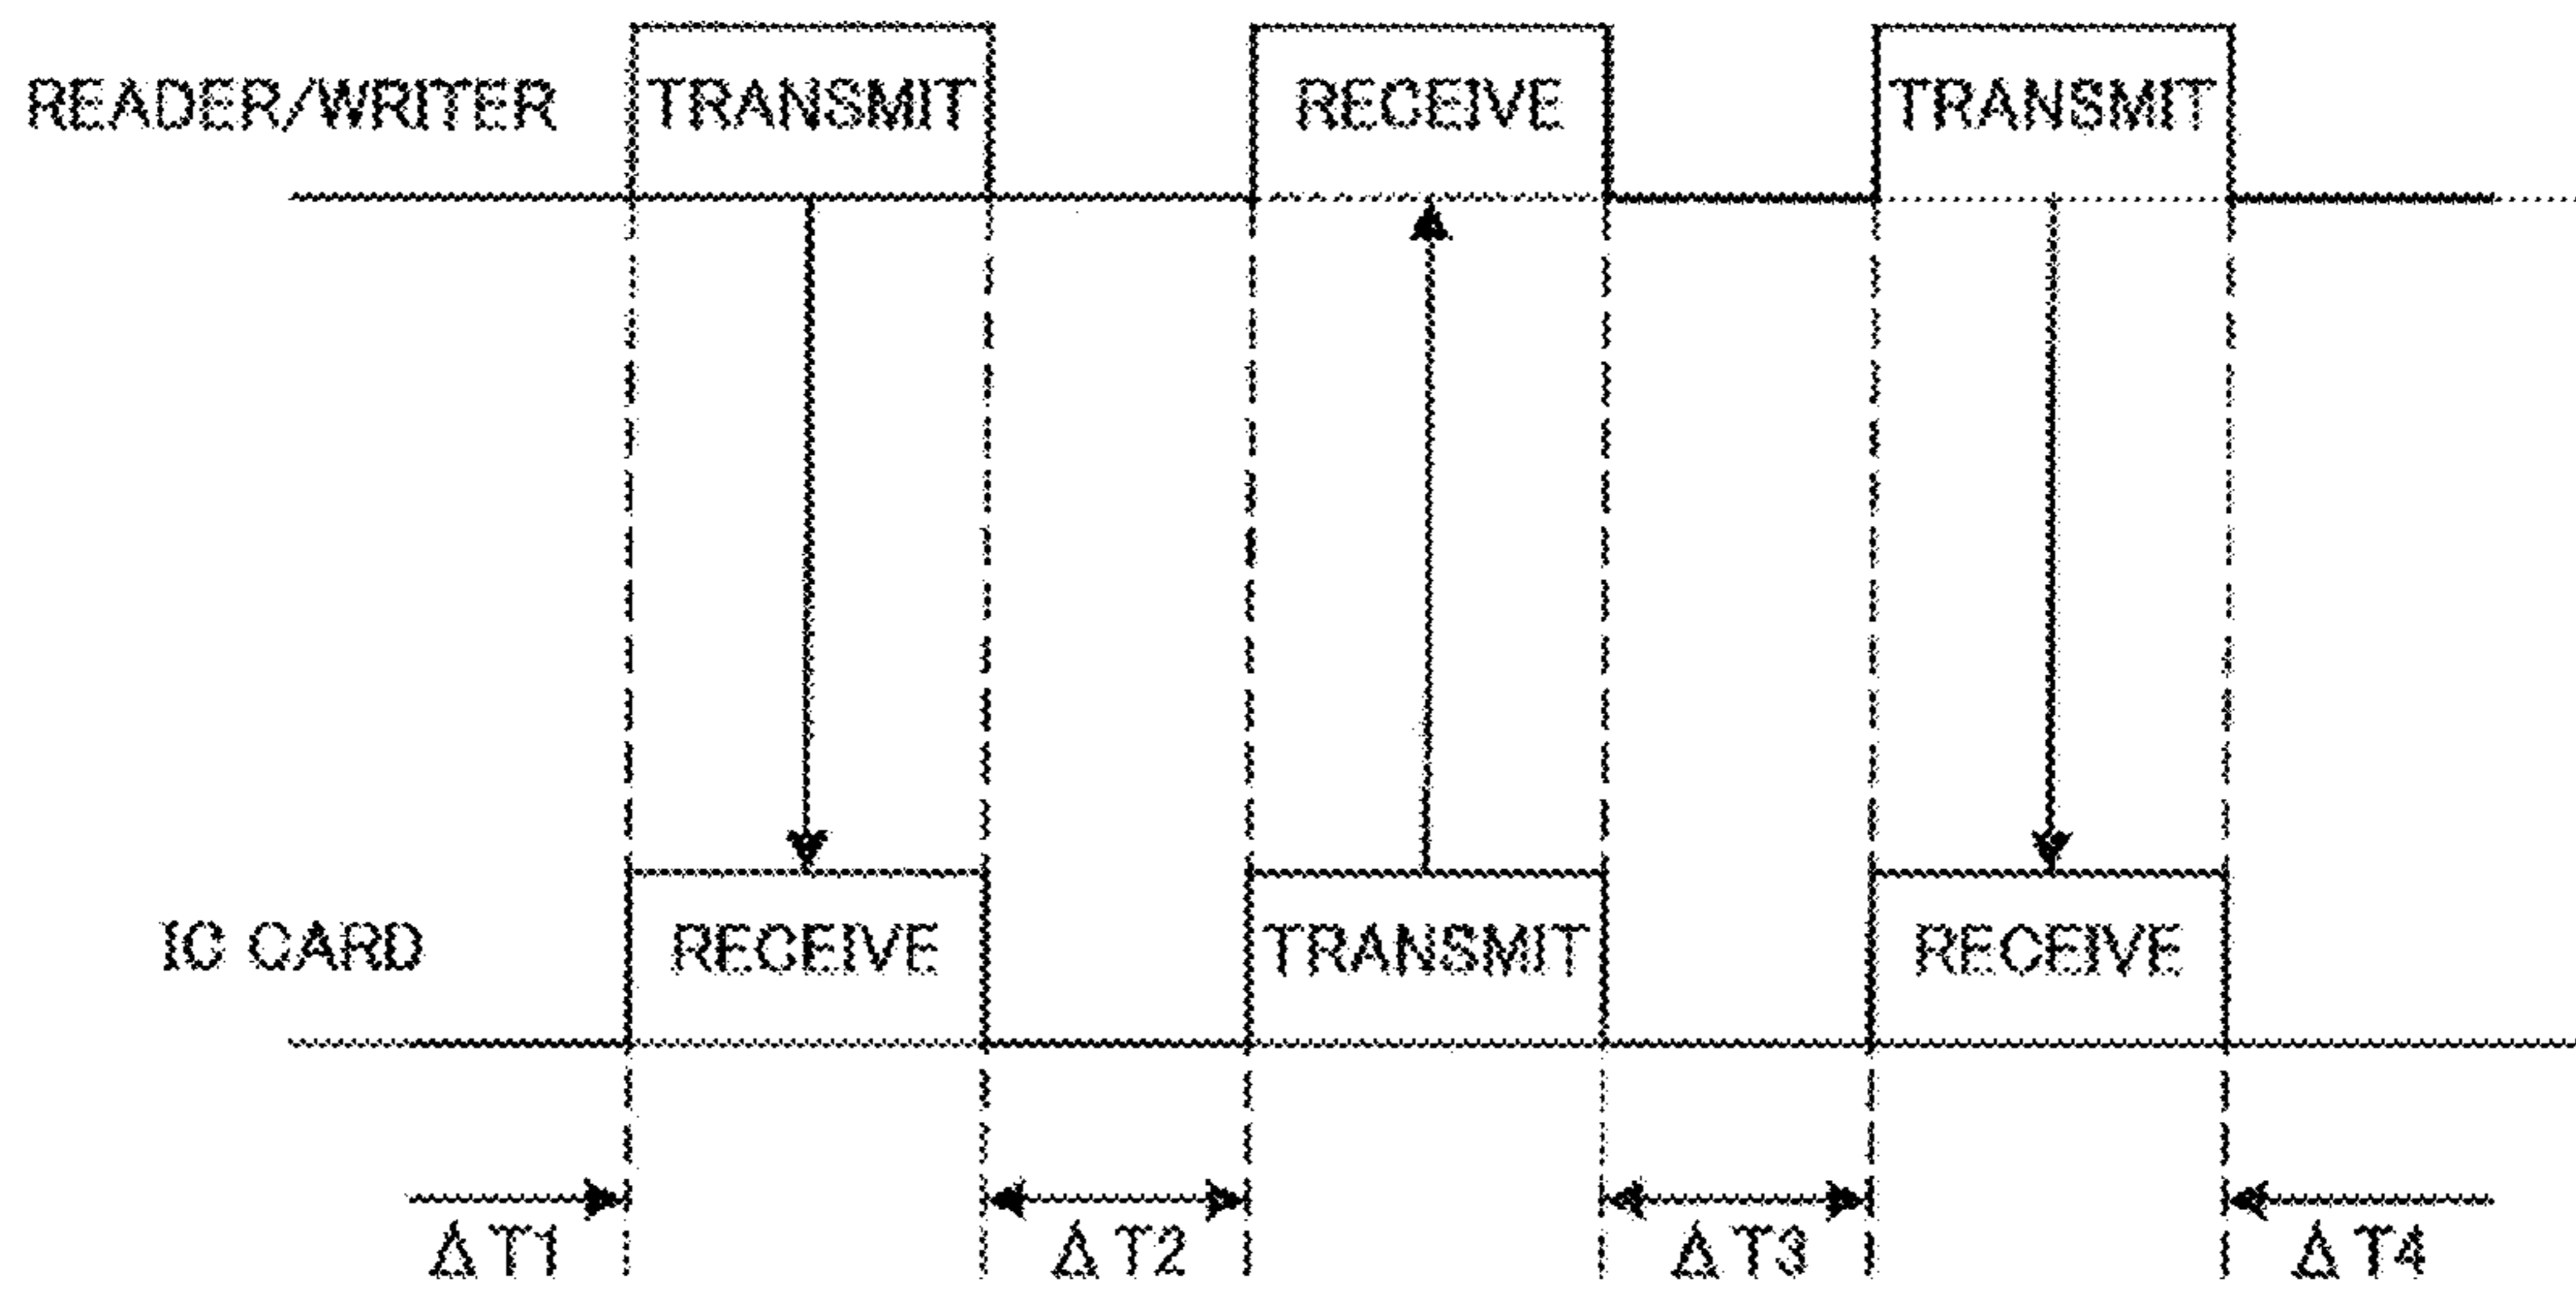 READER/WRITER TRANSMIT RECEIVE TRANSMIT
IC CARD RECEIVE TRANSMIT RECEIVE
ΔT1 ΔT2 ΔT3 ΔT4